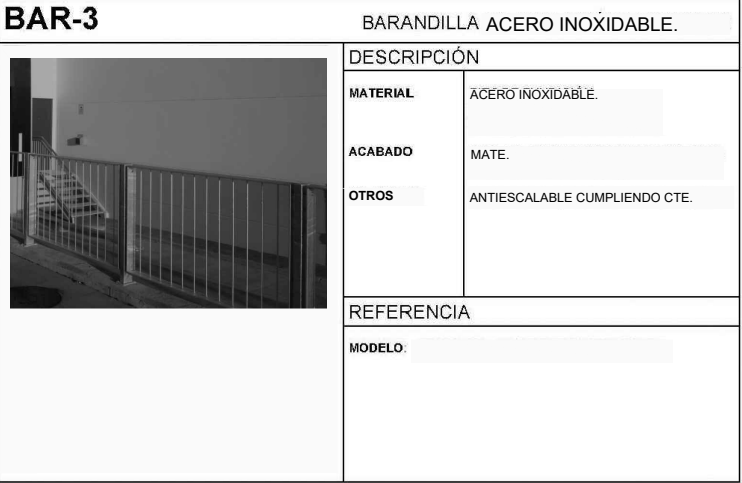 BAR-3
BARANDILLA ACERO INOXIDABLE.
DESCRIPCIÓN
MATERIAL
ACERO INOXIDABLE.
ACABADO
MATE.
OTROS
ANTIESCALABLE CUMPLIENDO CTE.
REFERENCIA
MODELO: